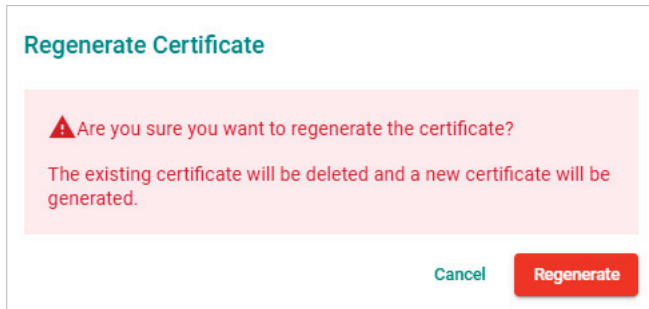 Regenerate Certificate
Are you sure you want to regenerate the certificate?
The existing certificate will be deleted and a new certificate will be
generated.
Cancel
Regenerate